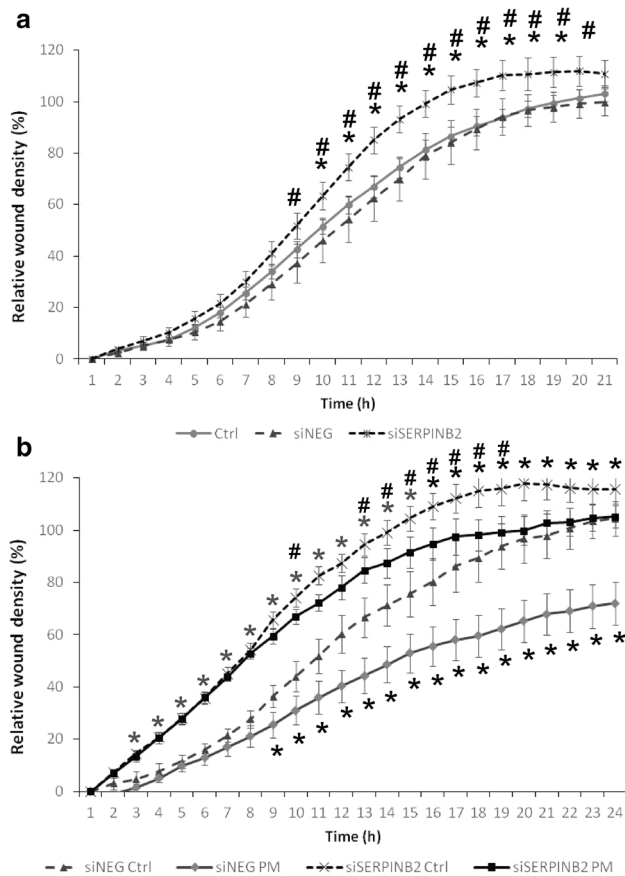 a
# # # # # # # # # # # #
* * * * * * * * * *
120
100
80
60
40
20
0
Relative wound density (%)
1 2 3 4 5 6 7 8 9 10 11 12 13 14 15 16 17 18 19 20 21
Time (h)
Ctrl siNEG siSERPINB2
b
# # # # # # # #
* * * * * * * * * * * * * * * * * * * * * *
120
100
80
60
40
20
0
Relative wound density (%)
* * * * * * * * * * * * * * * *
1 2 3 4 5 6 7 8 9 10 11 12 13 14 15 16 17 18 19 20 21 22 23 24
Time (h)
siNEG Ctrl siNEG PM siSERPINB2 Ctrl siSERPINB2 PM